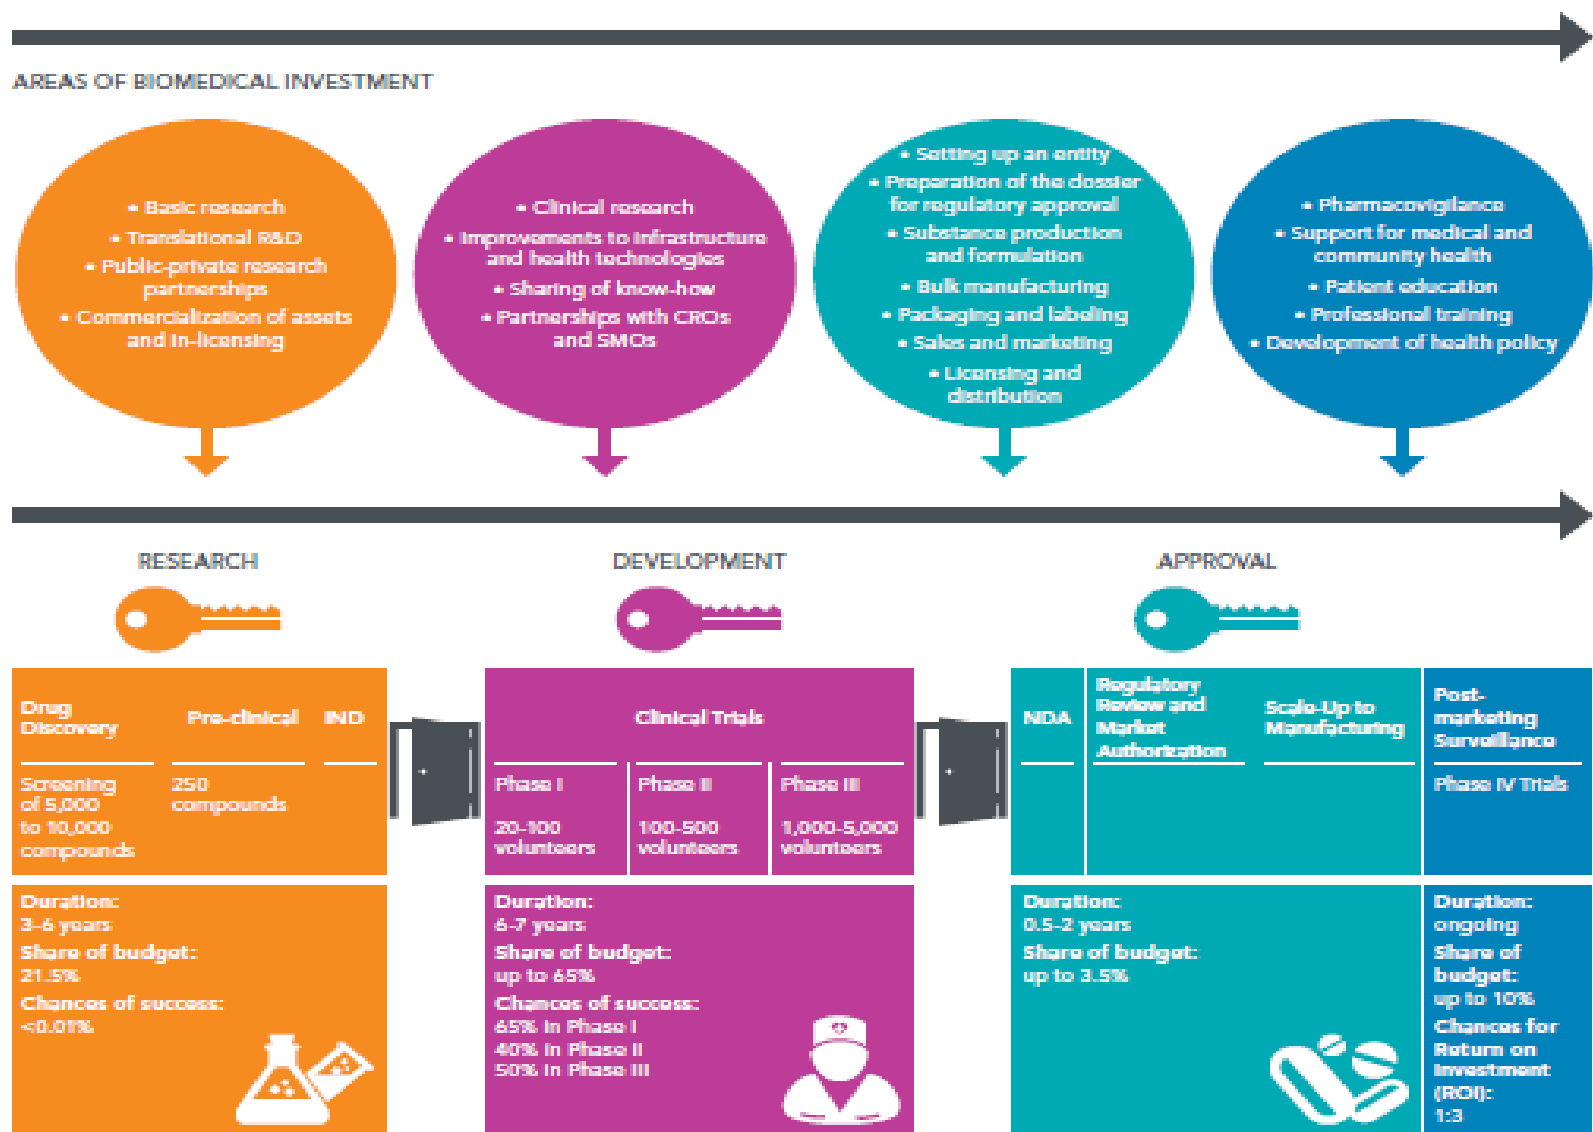 AREAS OF BIOMEDICAL INVESTMENT
• Basic research
• Translational R&D
• Public-private research
partnerships
• Commercialization of assets
and in-licensing
• Clinical research
• Improvements to infrastructure
and health technologies
• Sharing of know-how
• Partnerships with CROs
and SMOs
• Setting up an entity
• Preparation of the dossier
for regulatory approval
• Substance production
and formulation
• Bulk manufacturing
• Packaging and labeling
• Sales and marketing
• Licensing and
distribution
• Pharmacovigilance
• Support for medical and
community health
• Patient education
• Professional training
• Development of health policy
RESEARCH
DEVELOPMENT
APPROVAL
Drug
Discovery
Pre-clinical
IND
Screening
of 5,000
to 10,000
compounds
250
compounds
Clinical Trials
Phase I
20-100
volunteers
Phase II
100-500
volunteers
Phase III
1,000-5,000
volunteers
NDA
Regulatory
Review and
Market
Authorization
Scale-Up to
Manufacturing
Post-
marketing
Surveillance
Phase IV Trials
Duration:
3-6 years
Share of budget:
21.5%
Chances of success:
<0.01%
Duration:
6-7 years
Share of budget:
up to 65%
Chances of success:
65% in Phase I
40% in Phase II
50% in Phase III
Duration:
0.5-2 years
Share of budget:
up to 3.5%
Duration:
ongoing
Share of
budget:
up to 10%
Chances for
Return on
Investment
(ROI):
1:3